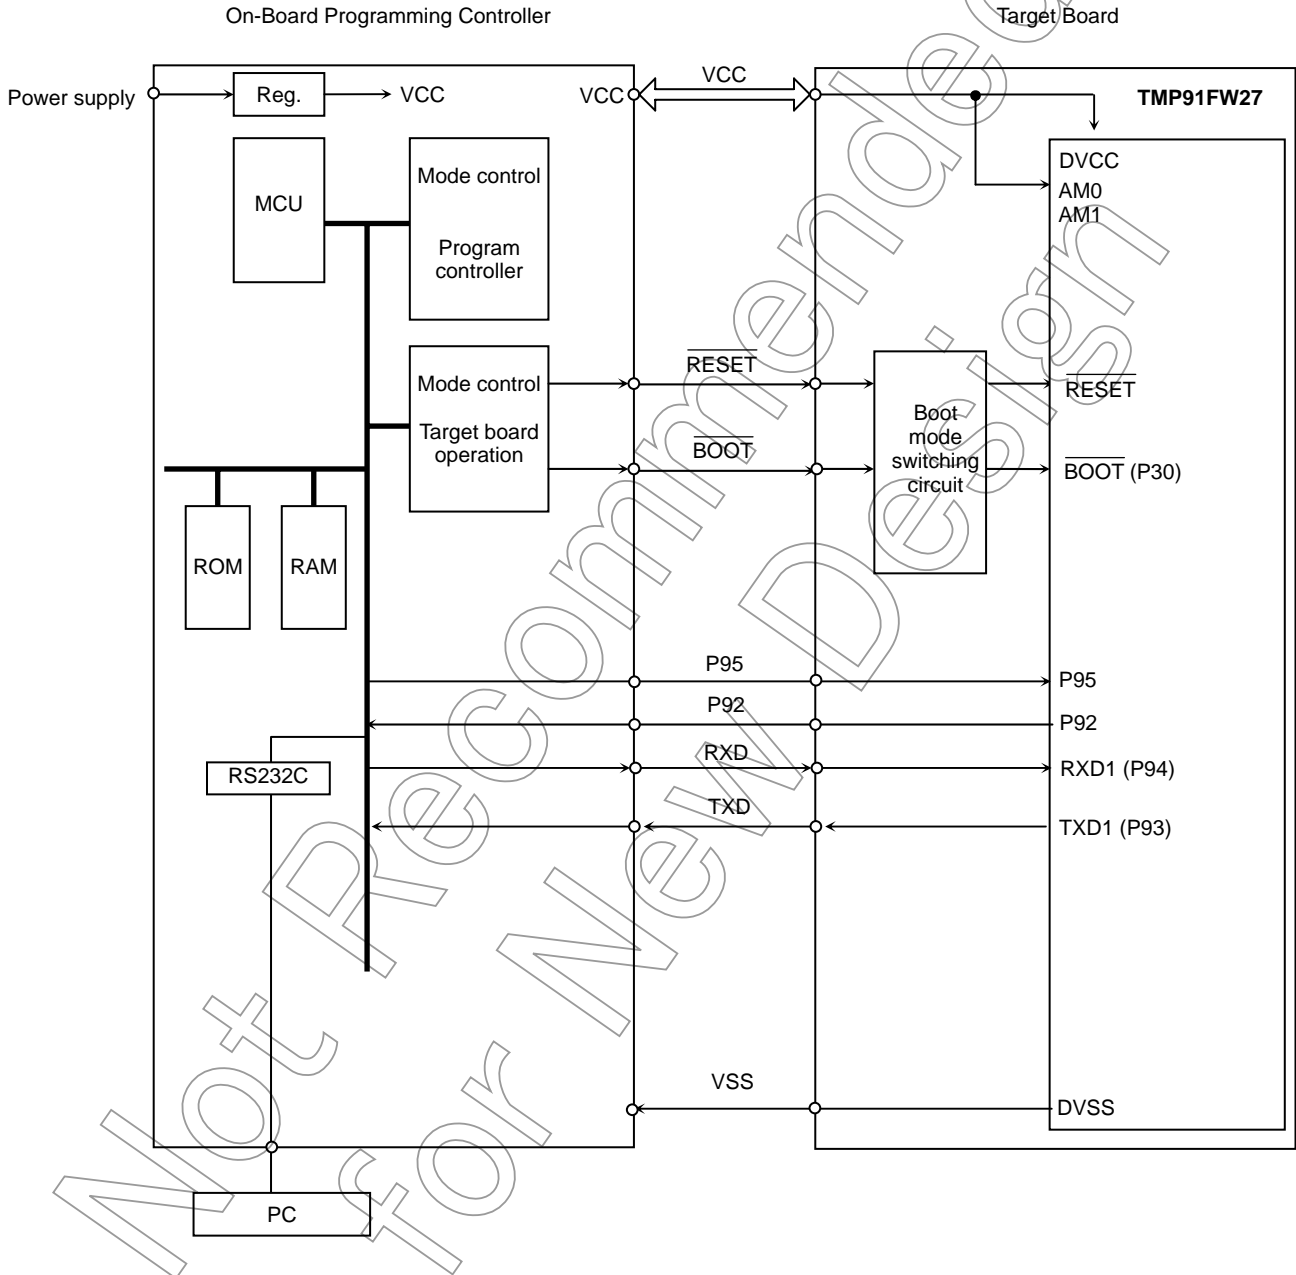 On-Board Programming Controller
Target Board
Power supply
Reg.
VCC
VCC
VCC
TMP91FW27
MCU
Mode control
Program
controller
DVCC
AM0
AM1
Mode control
Target board
operation
RESET
BOOT
Boot
mode
switching
circuit
RESET
BOOT (P30)
ROM
RAM
P95
P95
P92
P92
RS232C
RXD
RXD1 (P94)
TXD
TXD1 (P93)
VSS
DVSS
PC
Not Recommended
for New Design